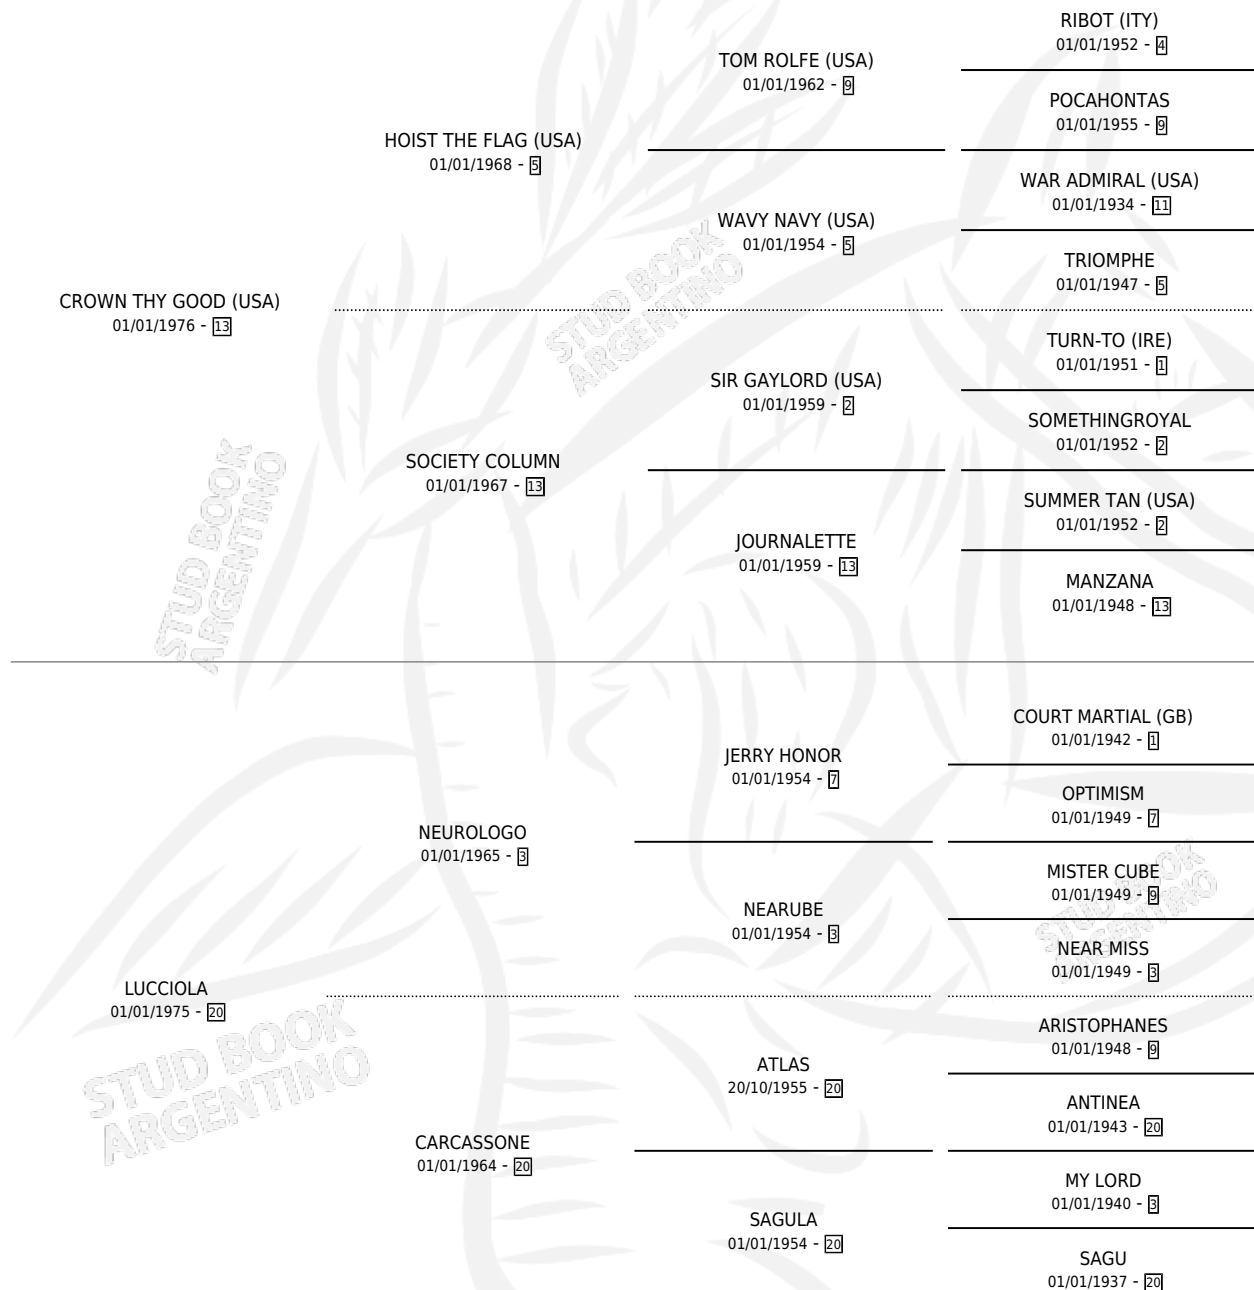 RIBOT (ITY)
01/01/1952 - 4
TOM ROLFE (USA)
01/01/1962 - 9
POCAHONTAS
01/01/1955 - 9
HOIST THE FLAG (USA)
01/01/1968 - 5
WAR ADMIRAL (USA)
01/01/1934 - 11
WAVY NAVY (USA)
01/01/1954 - 5
TRIOMPHE
01/01/1947 - 5
CROWN THY GOOD (USA)
01/01/1976 - 13
TURN-TO (IRE)
01/01/1951 - 1
SIR GAYLORD (USA)
01/01/1959 - 2
SOMETHINGROYAL
01/01/1952 - 2
SOCIETY COLUMN
01/01/1967 - 13
SUMMER TAN (USA)
01/01/1952 - 2
JOURNALETTE
01/01/1959 - 13
MANZANA
01/01/1948 - 13
COURT MARTIAL (GB)
01/01/1942 - 1
JERRY HONOR
01/01/1954 - 7
OPTIMISM
01/01/1949 - 7
NEUROLOGO
01/01/1965 - 3
MISTER CUBE
01/01/1949 - 9
NEARUBE
01/01/1954 - 3
NEAR MISS
01/01/1949 - 3
LUCCIOLA
01/01/1975 - 20
ARISTOPHANES
01/01/1948 - 9
ATLAS
20/10/1955 - 20
ANTINEA
01/01/1943 - 20
CARCASSONE
01/01/1964 - 20
MY LORD
01/01/1940 - 3
SAGULA
01/01/1954 - 20
SAGU
01/01/1937 - 20
STUD BOOK
ARGENTINO
STUD BOOK
ARGENTINO
STUD BOOK
ARGENTINO
STUD BOOK
ARGENTINO